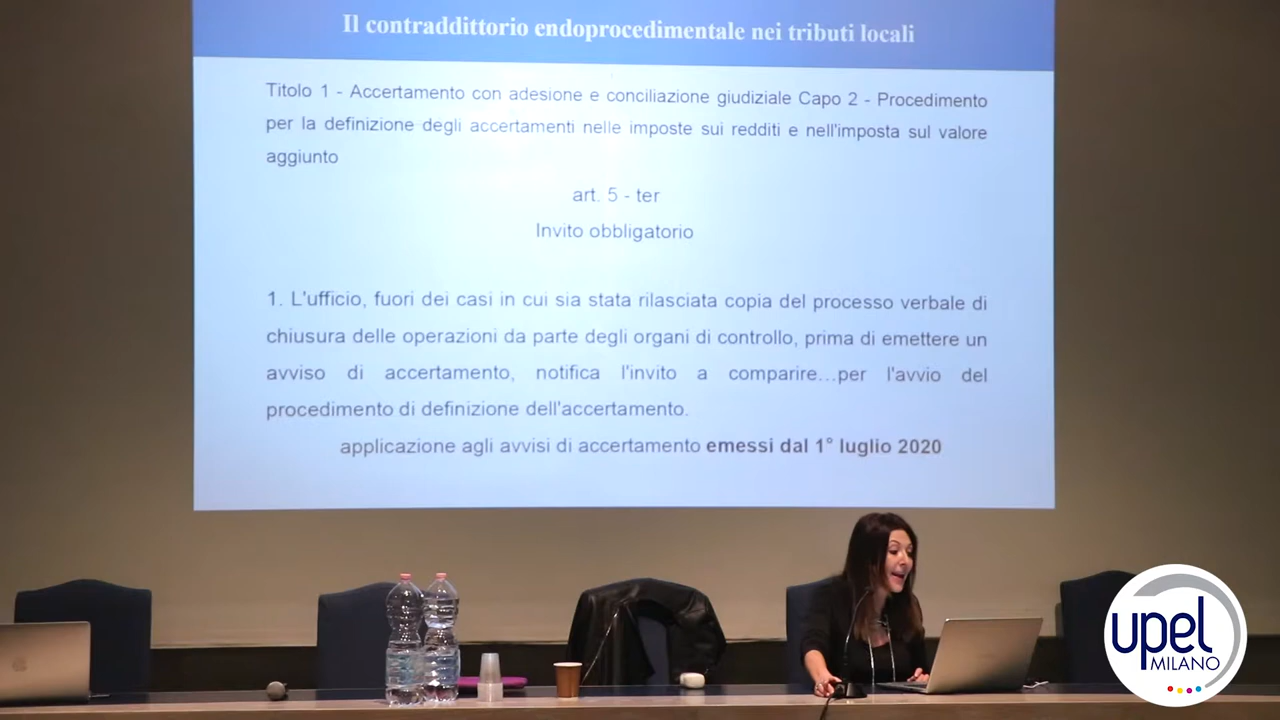 Il contraddittorio endoprocedimentale nei tributi locali
Titolo 1 - Accertamento con adesione e conciliazione giudiziale Capo 2 - Procedimento
per la definizione degli accertamenti nelle imposte sui redditi e nell'imposta sul valore
aggiunto
art. 5 - ter
Invito obbligatorio
1. L'ufficio, fuori dei casi in cui sia stata rilasciata copia del processo verbale di
chiusura delle operazioni da parte degli organi di controllo, prima di emettere un
avviso di accertamento, notifica l'invito a comparire…per l'avvio del
procedimento di definizione dell'accertamento.
applicazione agli avvisi di accertamento emessi dal 1° luglio 2020
upel
MILANO